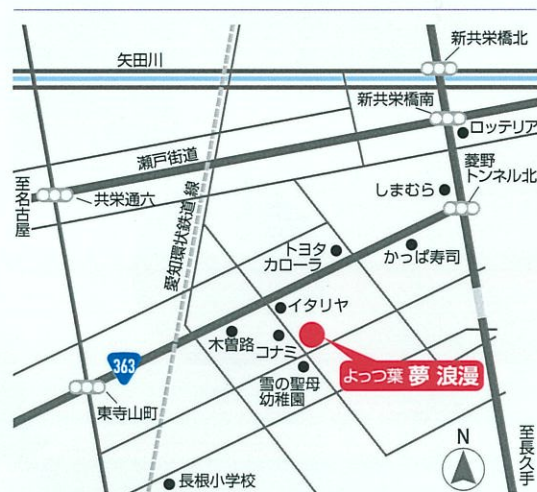 新共栄橋北
矢田川
新共栄橋南
ロッテリア
瀬戸街道
菱野
トンネル北
至名古屋
共栄通六
愛知環状鉄道線
しまむら
トヨタ
カローラ
かっぱ寿司
イタリヤ
木曽路
コナミ
363
よっつ葉 夢 浪漫
雪の聖母
幼稚園
東寺山町
N
至長久手
長根小学校